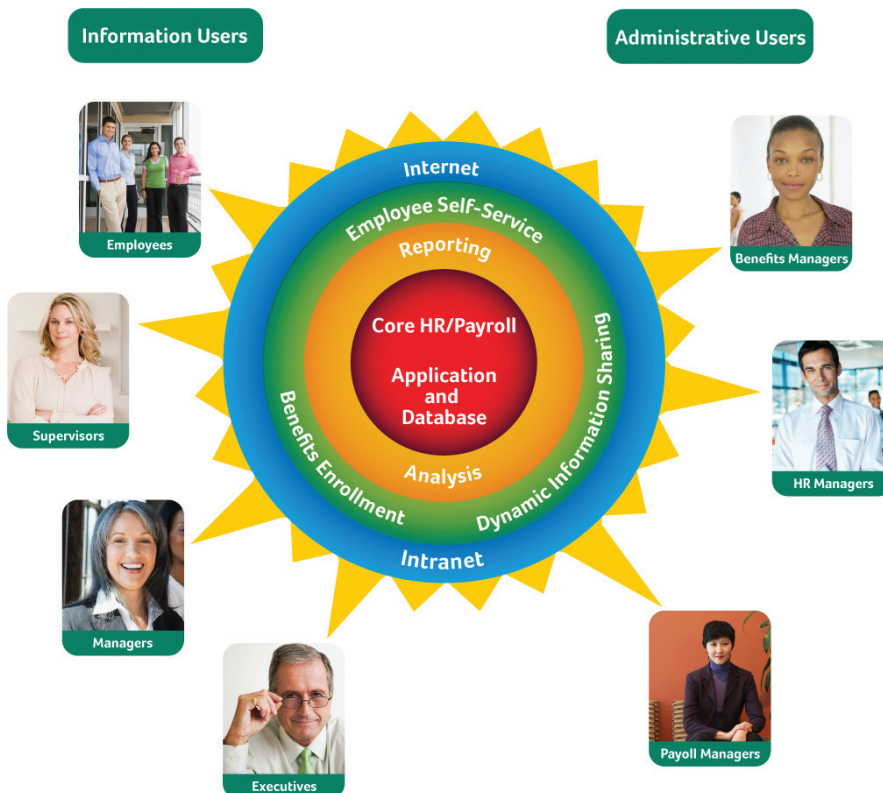 Information Users
Administrative Users
Employees
Supervisors
Managers
Executives
Benefits Managers
HR Managers
Payoll Managers
Internet
Employee Self-Service
Reporting
Core HR/Payroll
Application
and
Database
Analysis
Benefits Enrollment
Dynamic Information Sharing
Intranet